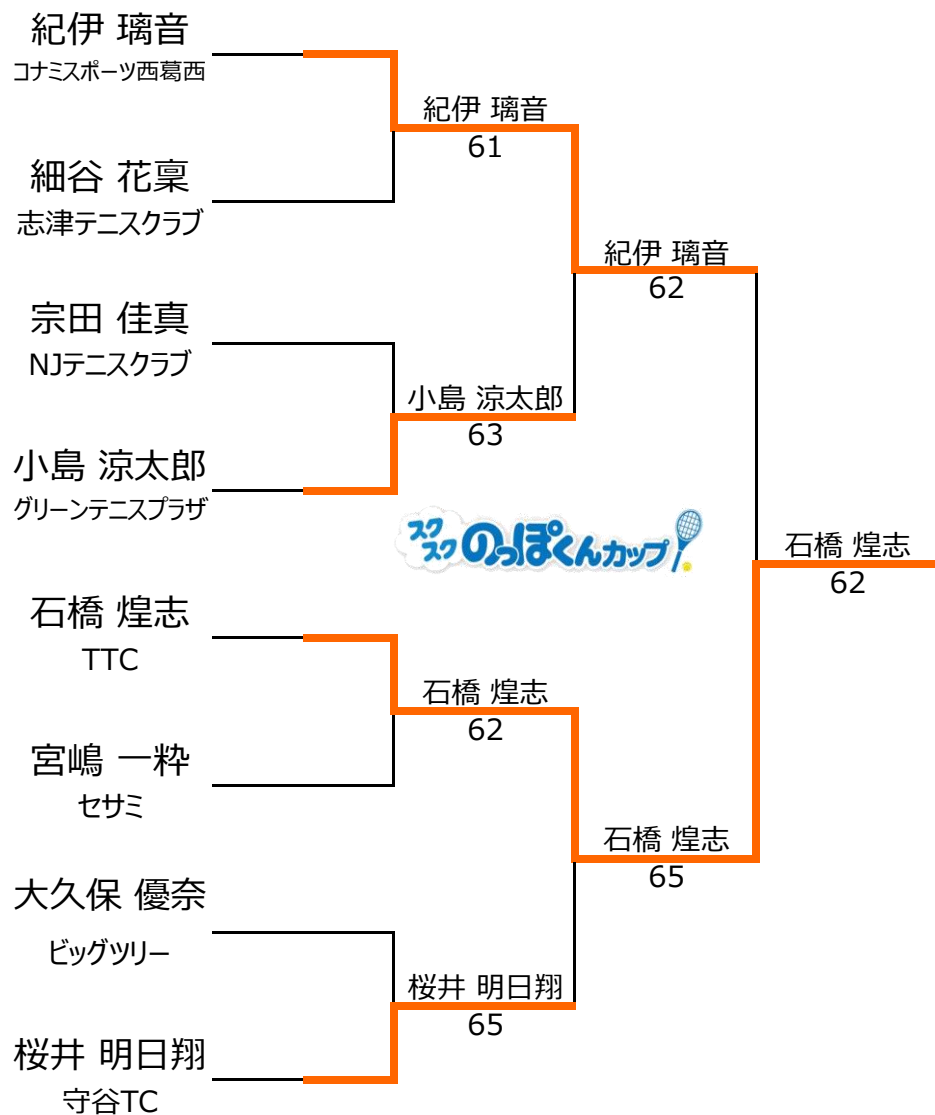 紀伊 璃音
コナミスポーツ西葛西
細谷 花稟
志津テニスクラブ
宗田 佳真
NJテニスクラブ
小島 涼太郎
グリーンテニスプラザ
石橋 煌志
TTC
宮嶋 一粋
セサミ
大久保 優奈
ビッグツリー
桜井 明日翔
守谷TC
紀伊 璃音
61
小島 涼太郎
63
石橋 煌志
62
桜井 明日翔
65
紀伊 璃音
62
石橋 煌志
65
スクスクのっぽくんカップ
石橋 煌志
62